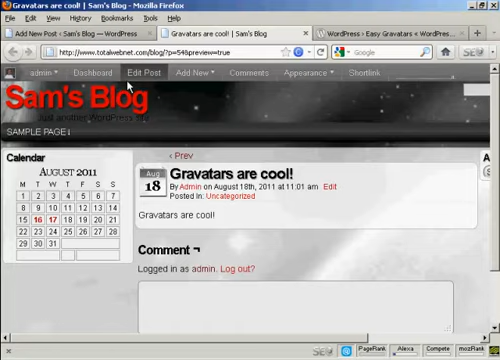 Gravatars are cool! | Sam's Blog - Mozilla Firefox
File Edit View History Bookmarks Tools Help
Add New Post ‹ Sam's Blog — WordPress
Gravatars are cool! | Sam's Blog
WordPress › Easy Gravatars « WordPres...
http://www.totalwebnet.com/blog/?p=54&preview=true
admin Dashboard Edit Post Add New Comments Appearance Shortlink
Sam's Blog
Just another WordPress site
SAMPLE PAGE↓
Calendar
AUGUST 2011
M T W T F S S
1 2 3 4 5 6 7
8 9 10 11 12 13 14
15 16 17 18 19 20 21
22 23 24 25 26 27 28
29 30 31
‹ Prev
Aug
18
Gravatars are cool!
By Admin on August 18th, 2011 at 11:01 am Edit
Posted in: Uncategorized
Gravatars are cool!
Comment ¬
Logged in as admin. Log out?
PageRank Alexa Compete mozRank